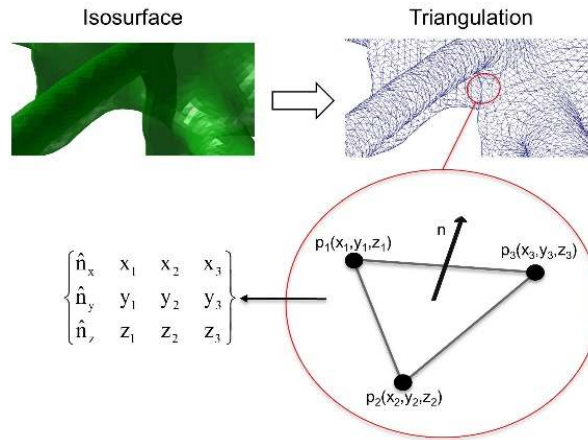 Isosurface
Triangulation
n
p₁(x₁,y₁,z₁)
p₃(x₃,y₃,z₃)
n̂ₓ x₁ x₂ x₃
n̂ᵧ y₁ y₂ y₃
n̂_z z₁ z₂ z₃
p₂(x₂,y₂,z₂)